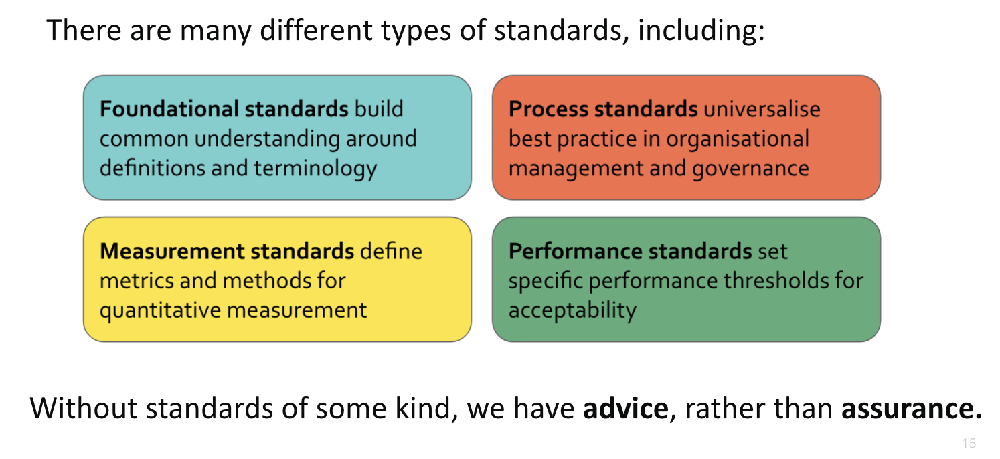 There are many different types of standards, including:
Foundational standards build
common understanding around
definitions and terminology
Process standards universalise
best practice in organisational
management and governance
Measurement standards define
metrics and methods for
quantitative measurement
Performance standards set
specific performance thresholds for
acceptability
Without standards of some kind, we have advice, rather than assurance.
15